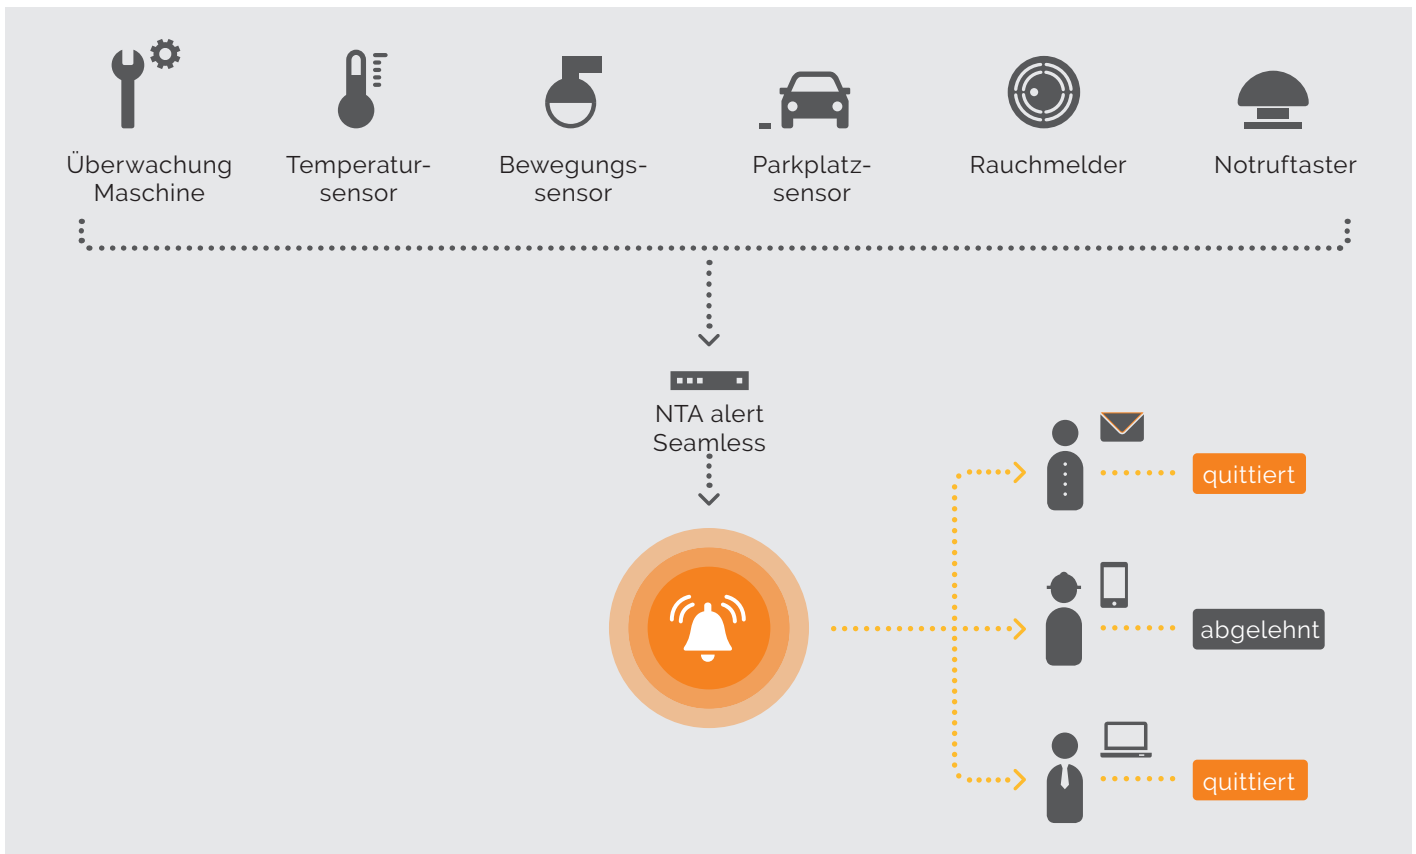 Überwachung
Maschine
Temperatur-
sensor
Bewegungs-
sensor
Parkplatz-
sensor
Rauchmelder
Notruftaster
NTA alert
Seamless
quittiert
abgelehnt
quittiert